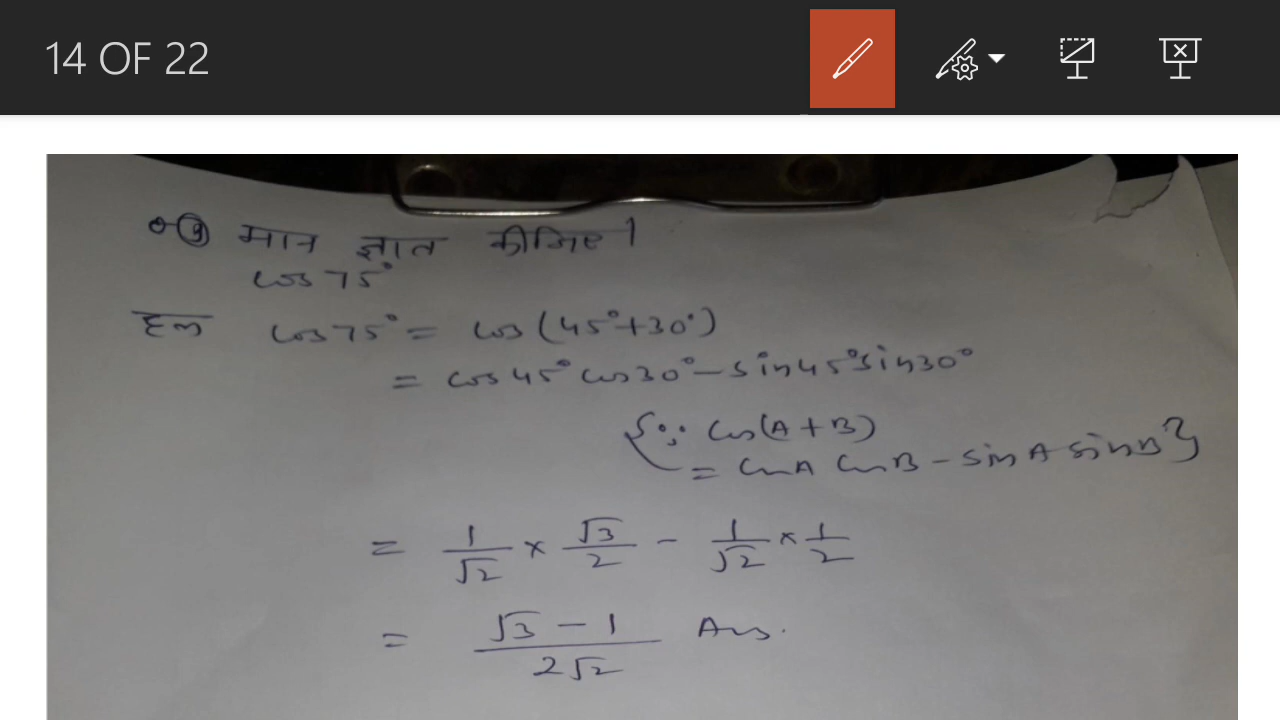 14 OF 22
मान ज्ञात कीजिए।
cos 75°
हल cos 75° = cos (45°+30°)
= cos 45° cos 30° − sin 45° sin 30°
{∵ cos(A + B)
= cos A cos B − sin A sin B}
= 1/√2 × √3/2 − 1/√2 × 1/2
= √3 − 1 / 2√2 Ans.